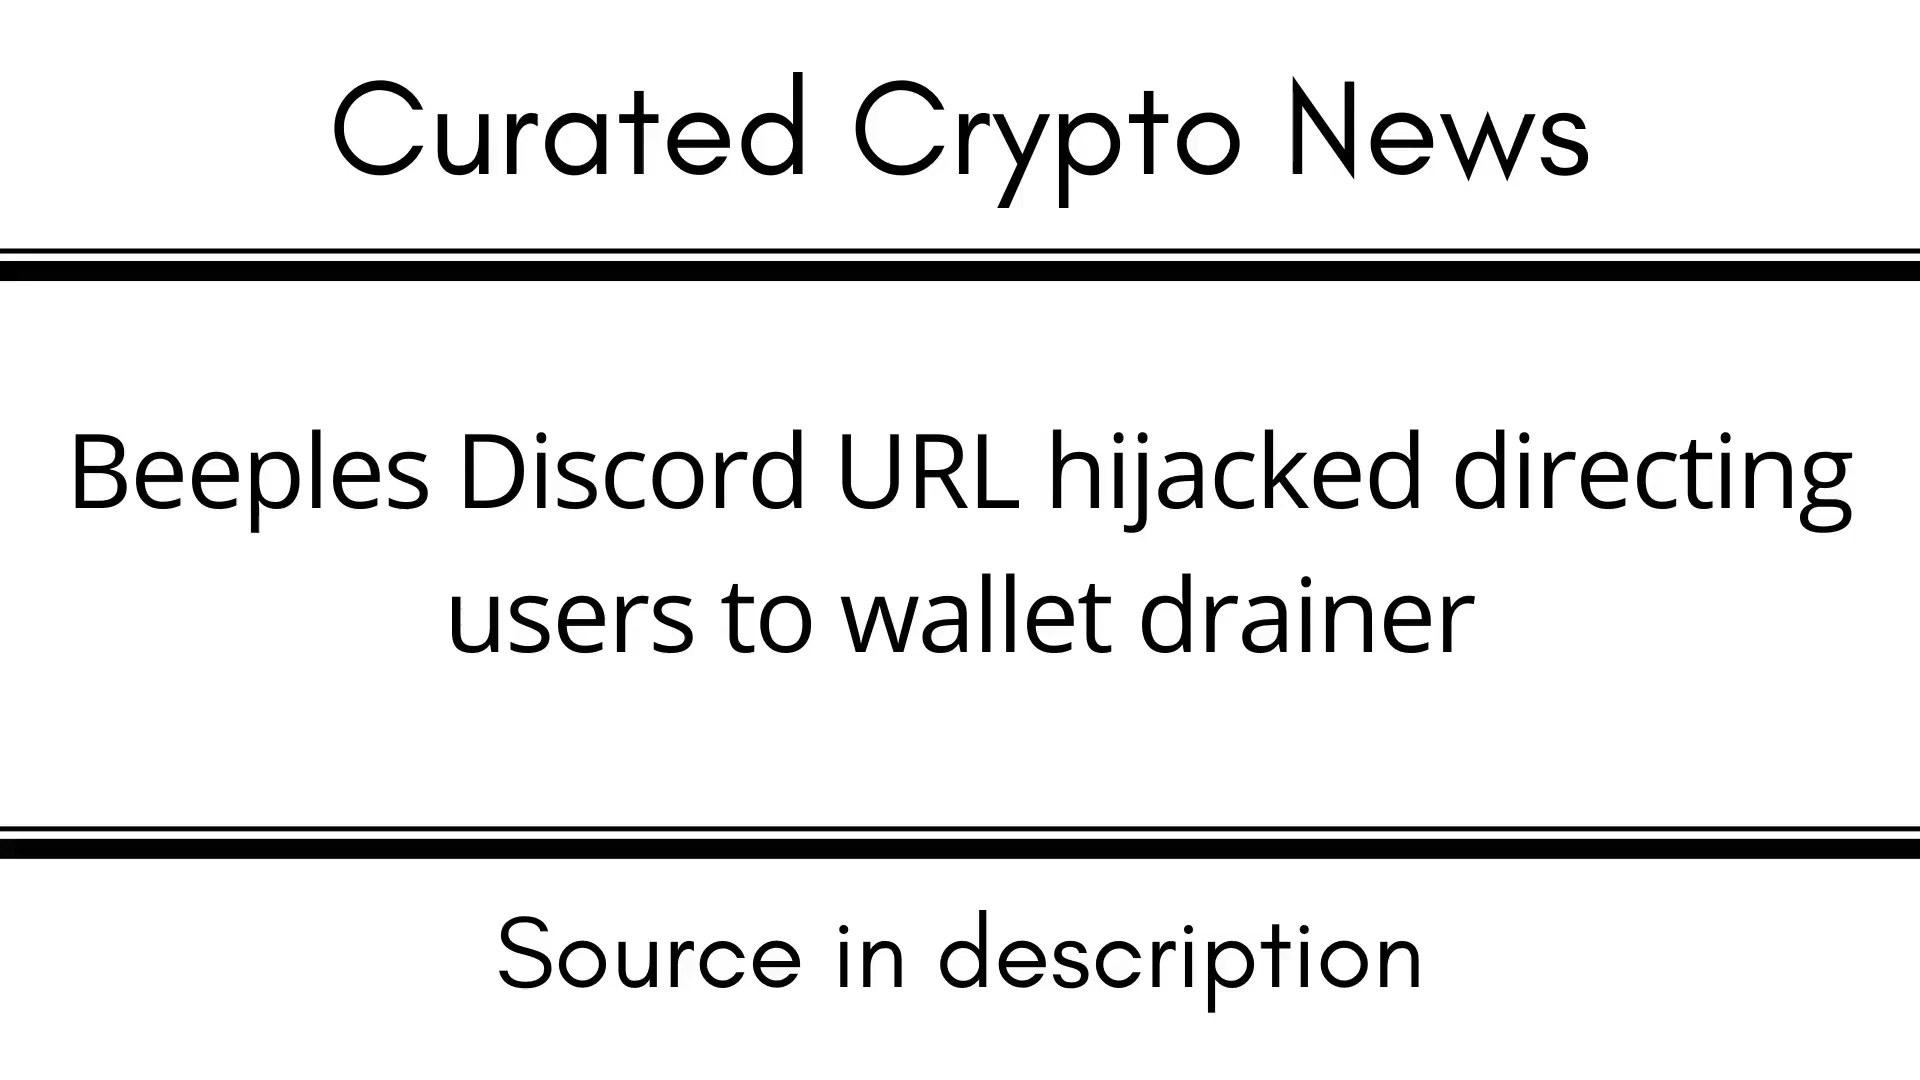 Curated Crypto News
Beeples Discord URL hijacked directing
users to wallet drainer
Source in description